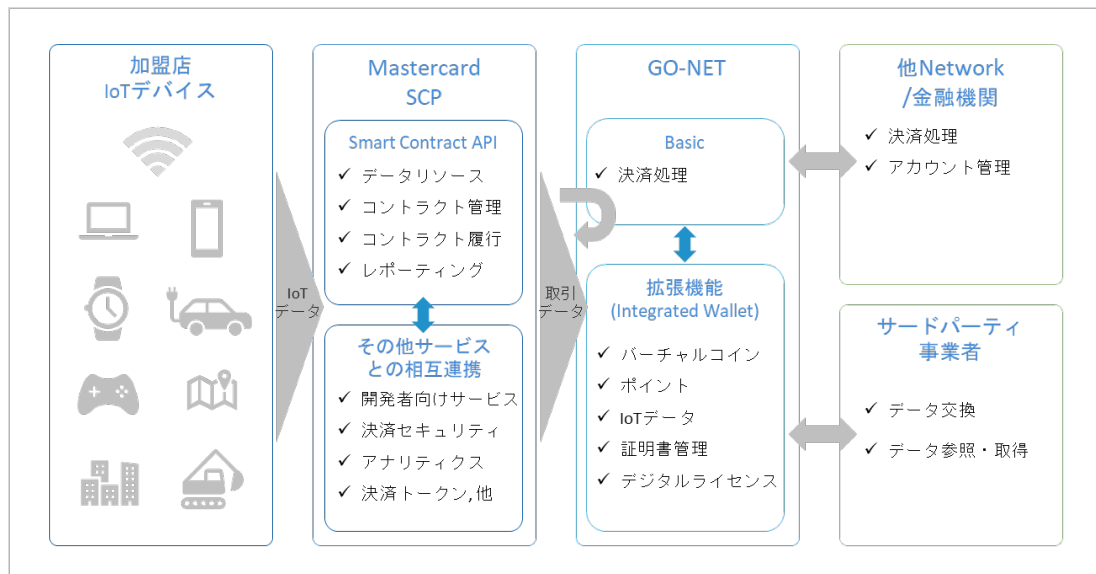 加盟店
IoTデバイス
IoT
データ
Mastercard
SCP
Smart Contract API
✓ データリソース
✓ コントラクト管理
✓ コントラクト履行
✓ レポーティング
その他サービス
との相互連携
✓ 開発者向けサービス
✓ 決済セキュリティ
✓ アナリティクス
✓ 決済トークン,他
取引
データ
GO-NET
Basic
✓ 決済処理
拡張機能
(Integrated Wallet)
✓ バーチャルコイン
✓ ポイント
✓ IoTデータ
✓ 証明書管理
✓ デジタルライセンス
他Network
/金融機関
✓ 決済処理
✓ アカウント管理
サードパーティ
事業者
✓ データ交換
✓ データ参照・取得